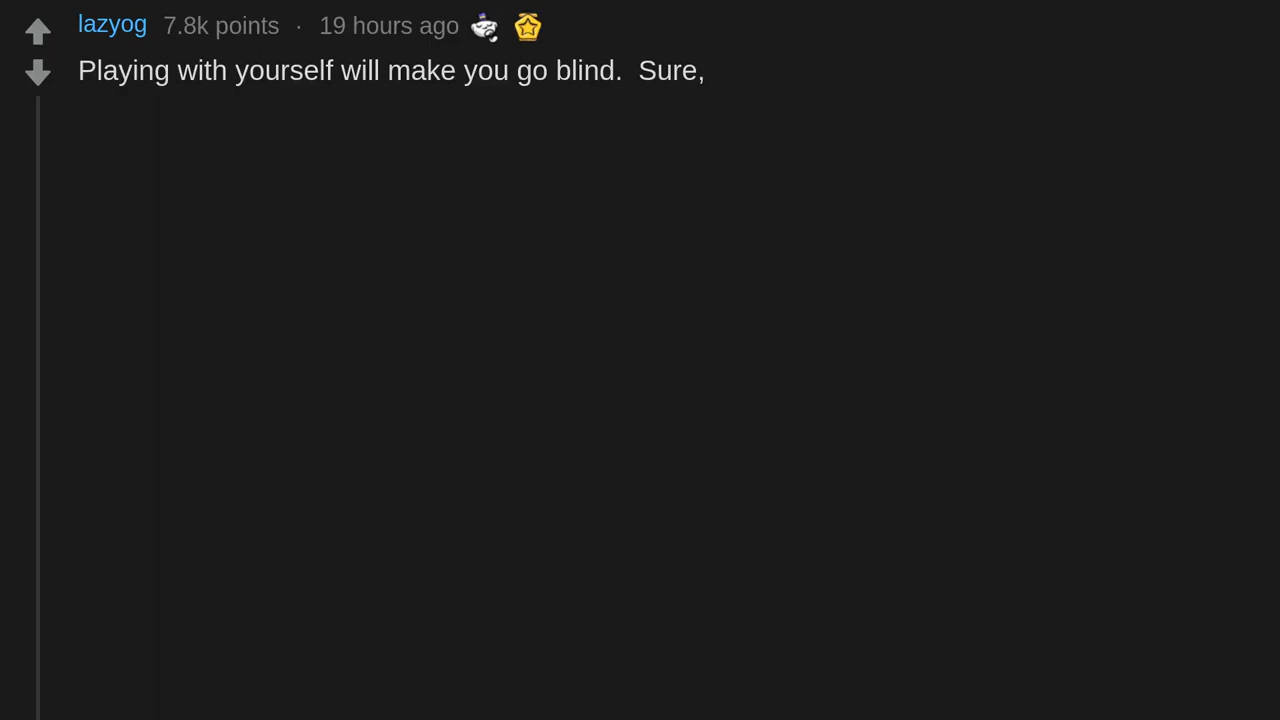 lazyog 7.8k points · 19 hours ago
Playing with yourself will make you go blind.  Sure,